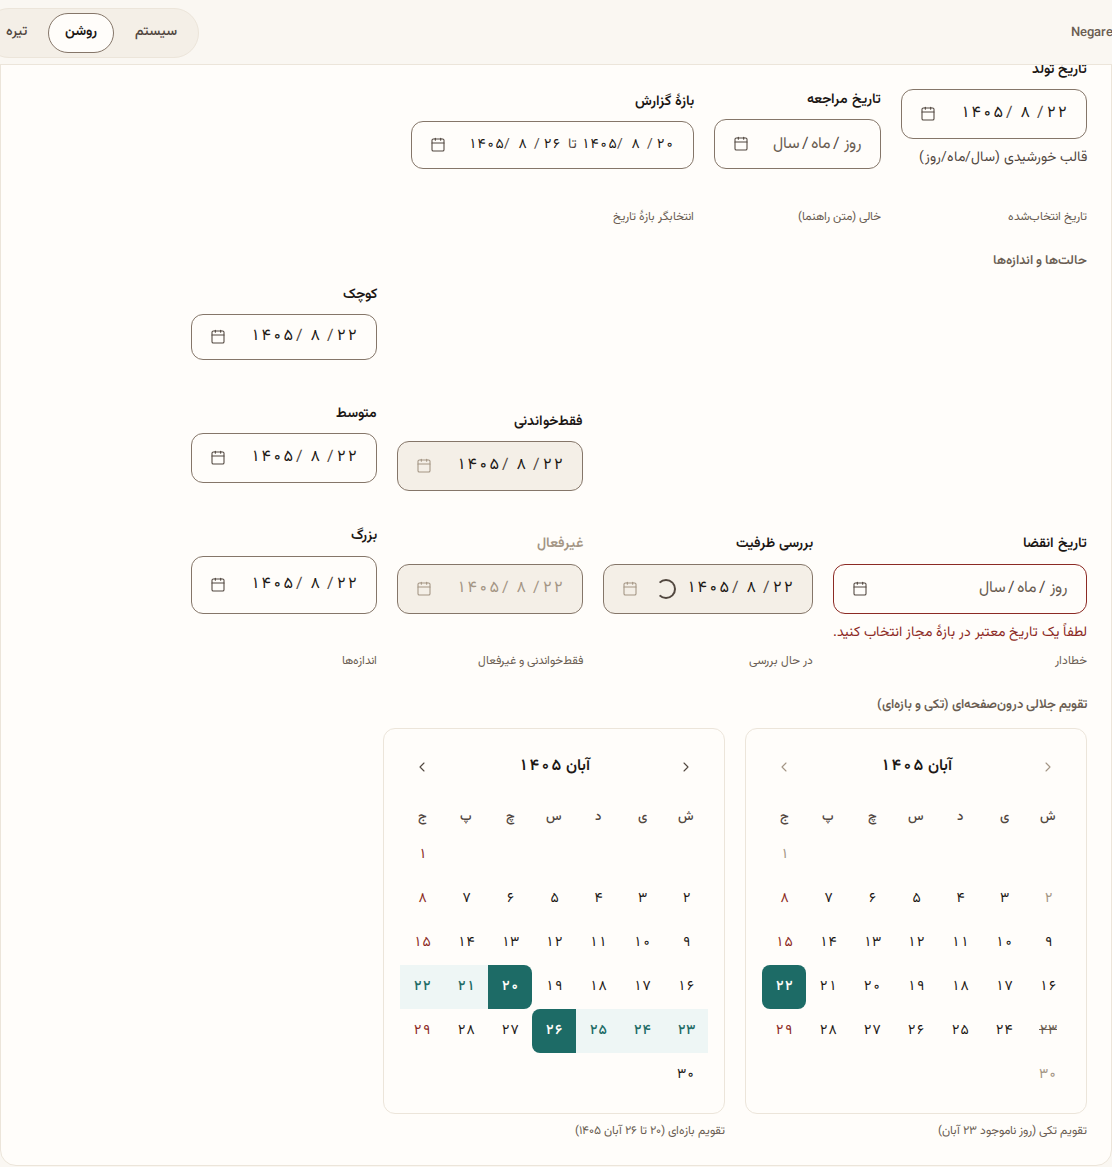 Negare
سیستم روشن تیره
تاریخ تولد
۱۴۰۵/ ۸ /۲۲
قالب خورشیدی (سال/ماه/روز)
تاریخ انتخاب‌شده
تاریخ مراجعه
روز / ماه / سال
خالی (متن راهنما)
بازهٔ گزارش
۱۴۰۵/ ۸ /۲۰ تا ۱۴۰۵/ ۸ /۲۶
انتخابگر بازهٔ تاریخ
حالت‌ها و اندازه‌ها
تاریخ انقضا
روز / ماه / سال
لطفاً یک تاریخ معتبر در بازهٔ مجاز انتخاب کنید.
خطادار
بررسی ظرفیت
۱۴۰۵/ ۸ /۲۲
در حال بررسی
فقط‌خواندنی
۱۴۰۵/ ۸ /۲۲
غیرفعال
۱۴۰۵/ ۸ /۲۲
فقط‌خواندنی و غیرفعال
کوچک
۱۴۰۵/ ۸ /۲۲
متوسط
۱۴۰۵/ ۸ /۲۲
بزرگ
۱۴۰۵/ ۸ /۲۲
اندازه‌ها
تقویم جلالی درون‌صفحه‌ای (تکی و بازه‌ای)
آبان ۱۴۰۵
ش ی د س چ پ ج
۱
۲ ۳ ۴ ۵ ۶ ۷ ۸
۹ ۱۰ ۱۱ ۱۲ ۱۳ ۱۴ ۱۵
۱۶ ۱۷ ۱۸ ۱۹ ۲۰ ۲۱ ۲۲
۲۳ ۲۴ ۲۵ ۲۶ ۲۷ ۲۸ ۲۹
۳۰
تقویم تکی (روز ناموجود ۲۳ آبان)
آبان ۱۴۰۵
ش ی د س چ پ ج
۱
۲ ۳ ۴ ۵ ۶ ۷ ۸
۹ ۱۰ ۱۱ ۱۲ ۱۳ ۱۴ ۱۵
۱۶ ۱۷ ۱۸ ۱۹ ۲۰ ۲۱ ۲۲
۲۳ ۲۴ ۲۵ ۲۶ ۲۷ ۲۸ ۲۹
۳۰
تقویم بازه‌ای (۲۰ تا ۲۶ آبان ۱۴۰۵)